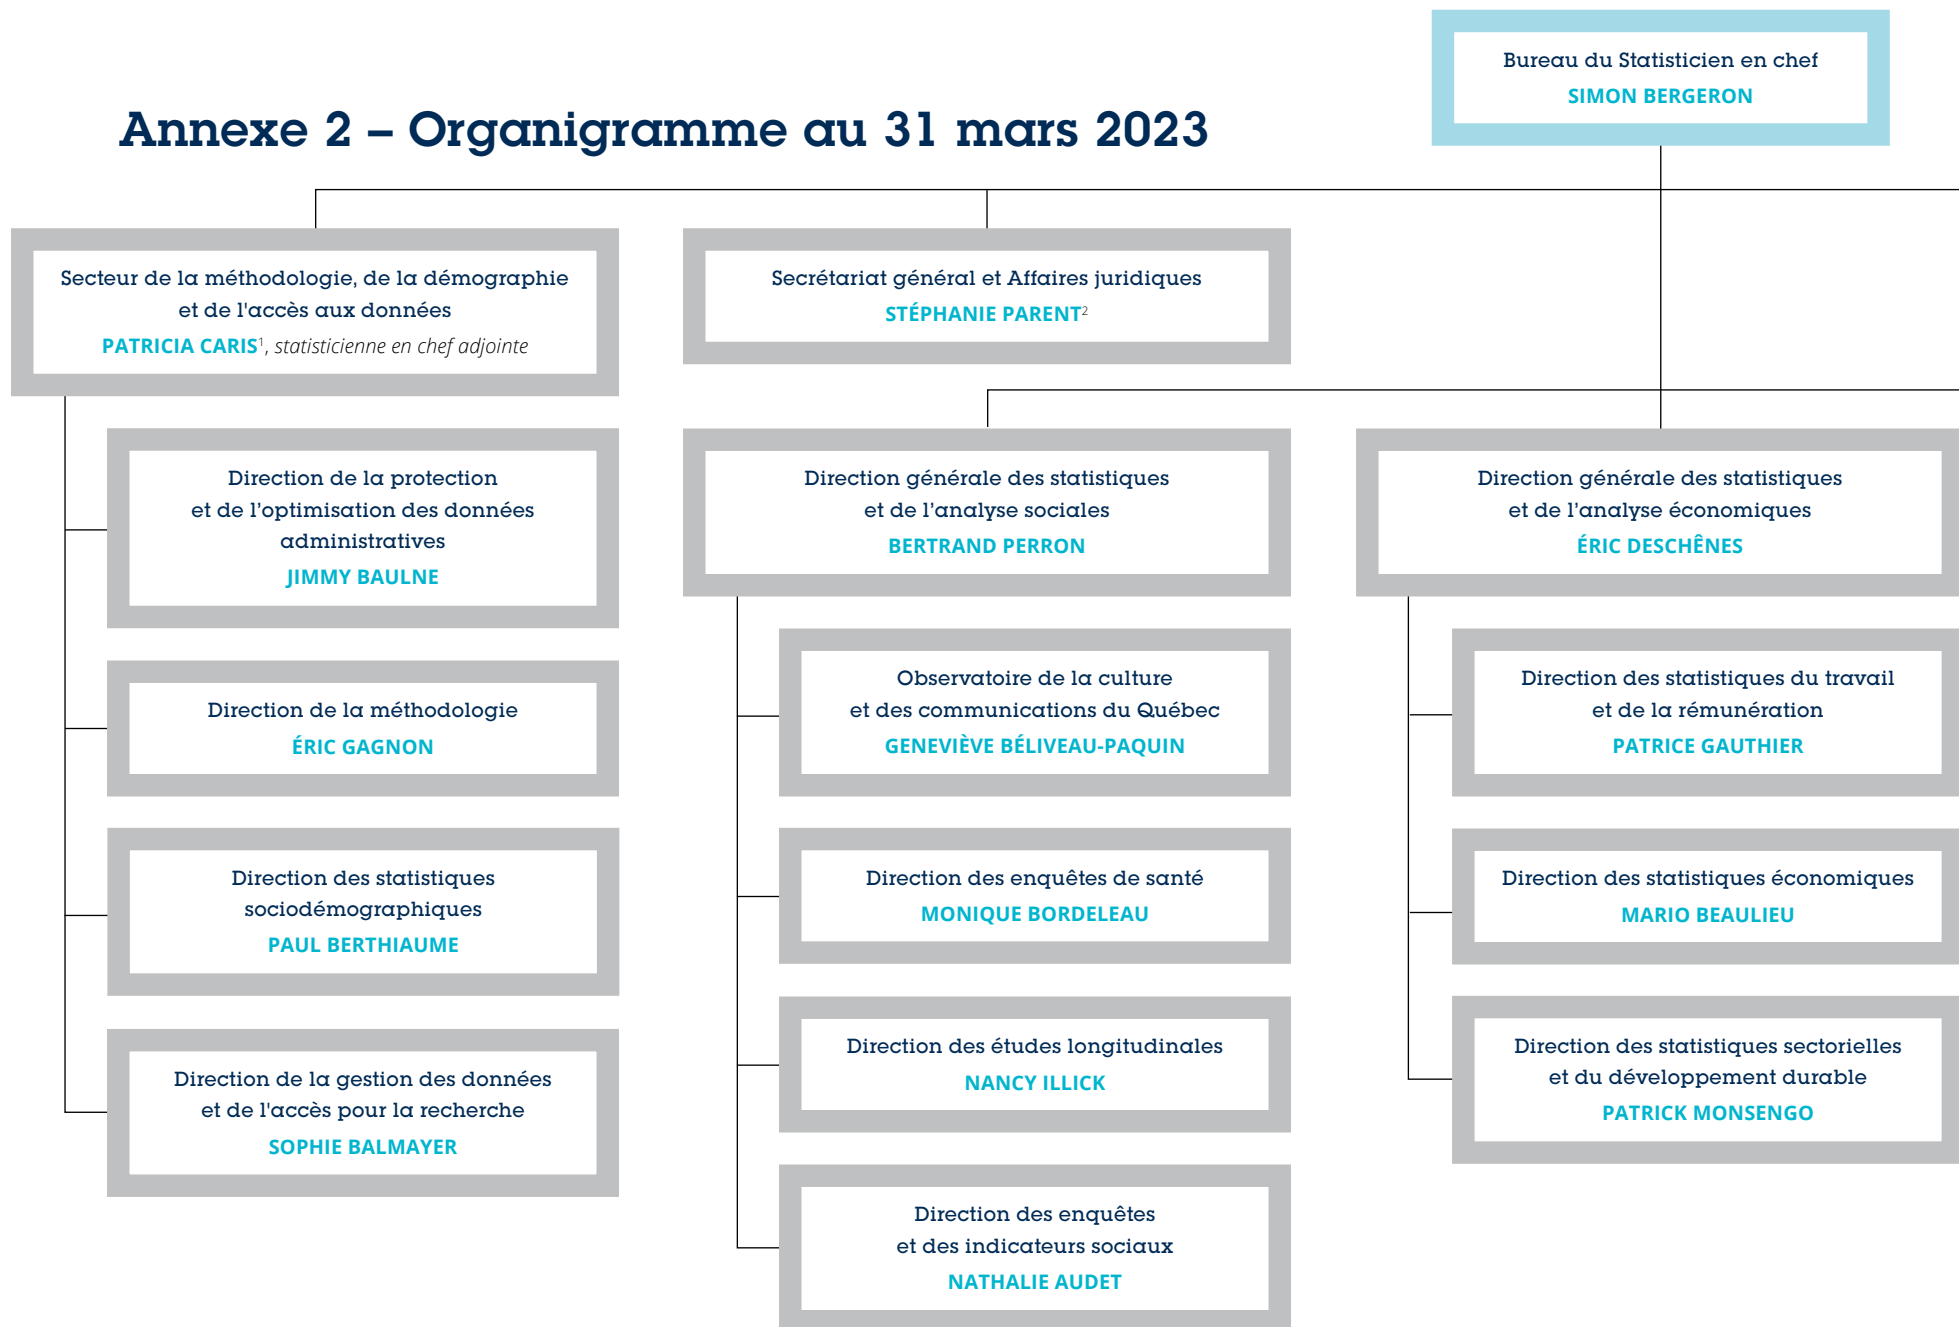 Bureau du Statisticien en chef
SIMON BERGERON
Annexe 2 – Organigramme au 31 mars 2023
Secteur de la méthodologie, de la démographie
et de l'accès aux données
PATRICIA CARIS¹, statisticienne en chef adjointe
Secrétariat général et Affaires juridiques
STÉPHANIE PARENT²
Direction de la protection
et de l’optimisation des données
administratives
JIMMY BAULNE
Direction de la méthodologie
ÉRIC GAGNON
Direction des statistiques
sociodémographiques
PAUL BERTHIAUME
Direction de la gestion des données
et de l'accès pour la recherche
SOPHIE BALMAYER
Direction générale des statistiques
et de l’analyse sociales
BERTRAND PERRON
Observatoire de la culture
et des communications du Québec
GENEVIÈVE BÉLIVEAU-PAQUIN
Direction des enquêtes de santé
MONIQUE BORDELEAU
Direction des études longitudinales
NANCY ILLICK
Direction des enquêtes
et des indicateurs sociaux
NATHALIE AUDET
Direction générale des statistiques
et de l’analyse économiques
ÉRIC DESCHÊNES
Direction des statistiques du travail
et de la rémunération
PATRICE GAUTHIER
Direction des statistiques économiques
MARIO BEAULIEU
Direction des statistiques sectorielles
et du développement durable
PATRICK MONSENGO